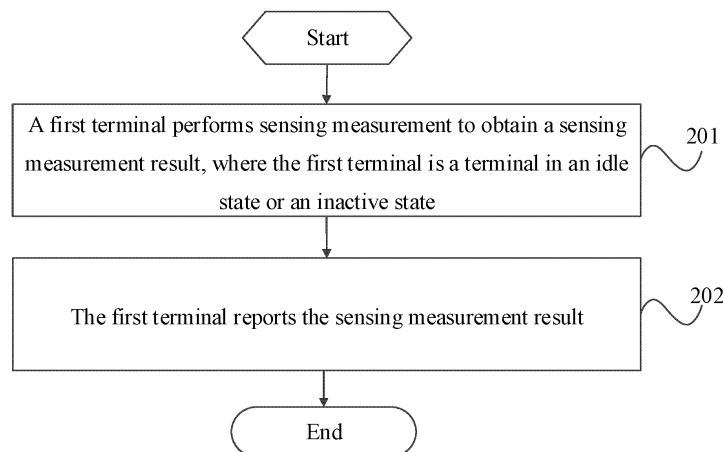 Start
A first terminal performs sensing measurement to obtain a sensing
measurement result, where the first terminal is a terminal in an idle
state or an inactive state
201
The first terminal reports the sensing measurement result
202
End